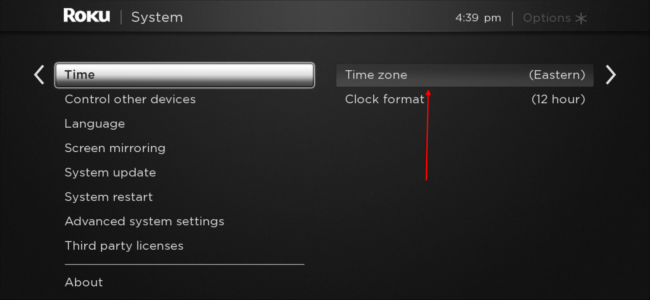 Roku | System 4:39 pm | Options
Time
Time zone (Eastern)
Control other devices
Clock format (12 hour)
Language
Screen mirroring
System update
System restart
Advanced system settings
Third party licenses
About